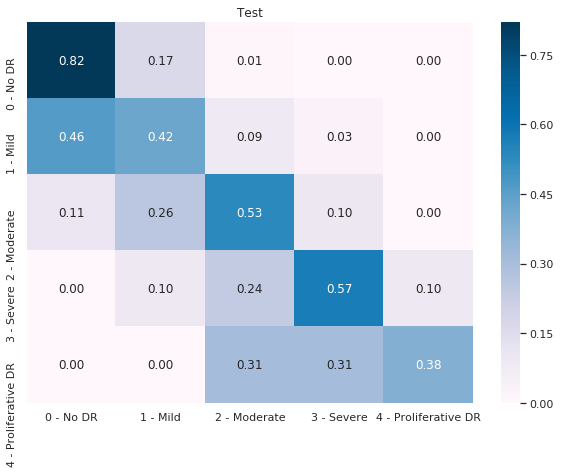 Test
0 - No DR
0.82 0.17 0.01 0.00 0.00
1 - Mild
0.46 0.42 0.09 0.03 0.00
2 - Moderate
0.11 0.26 0.53 0.10 0.00
3 - Severe
0.00 0.10 0.24 0.57 0.10
4 - Proliferative DR
0.00 0.00 0.31 0.31 0.38
0 - No DR 1 - Mild 2 - Moderate 3 - Severe 4 - Proliferative DR
0.75
0.60
0.45
0.30
0.15
0.00